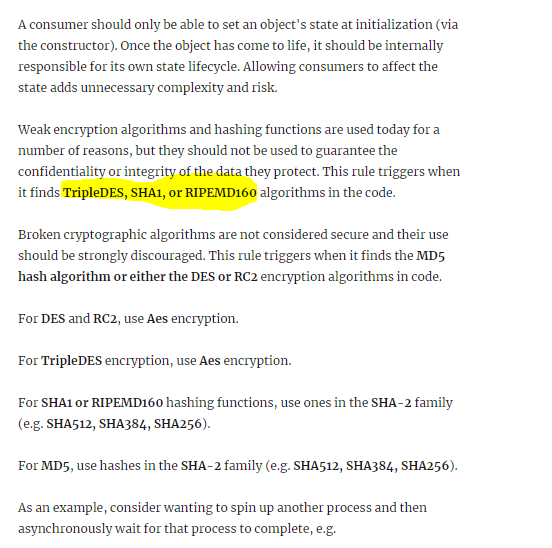 A consumer should only be able to set an object's state at initialization (via
the constructor). Once the object has come to life, it should be internally
responsible for its own state lifecycle. Allowing consumers to affect the
state adds unnecessary complexity and risk.
Weak encryption algorithms and hashing functions are used today for a
number of reasons, but they should not be used to guarantee the
confidentiality or integrity of the data they protect. This rule triggers when
it finds TripleDES, SHA1, or RIPEMD160 algorithms in the code.
Broken cryptographic algorithms are not considered secure and their use
should be strongly discouraged. This rule triggers when it finds the MD5
hash algorithm or either the DES or RC2 encryption algorithms in code.
For DES and RC2, use Aes encryption.
For TripleDES encryption, use Aes encryption.
For SHA1 or RIPEMD160 hashing functions, use ones in the SHA-2 family
(e.g. SHA512, SHA384, SHA256).
For MD5, use hashes in the SHA-2 family (e.g. SHA512, SHA384, SHA256).
As an example, consider wanting to spin up another process and then
asynchronously wait for that process to complete, e.g.